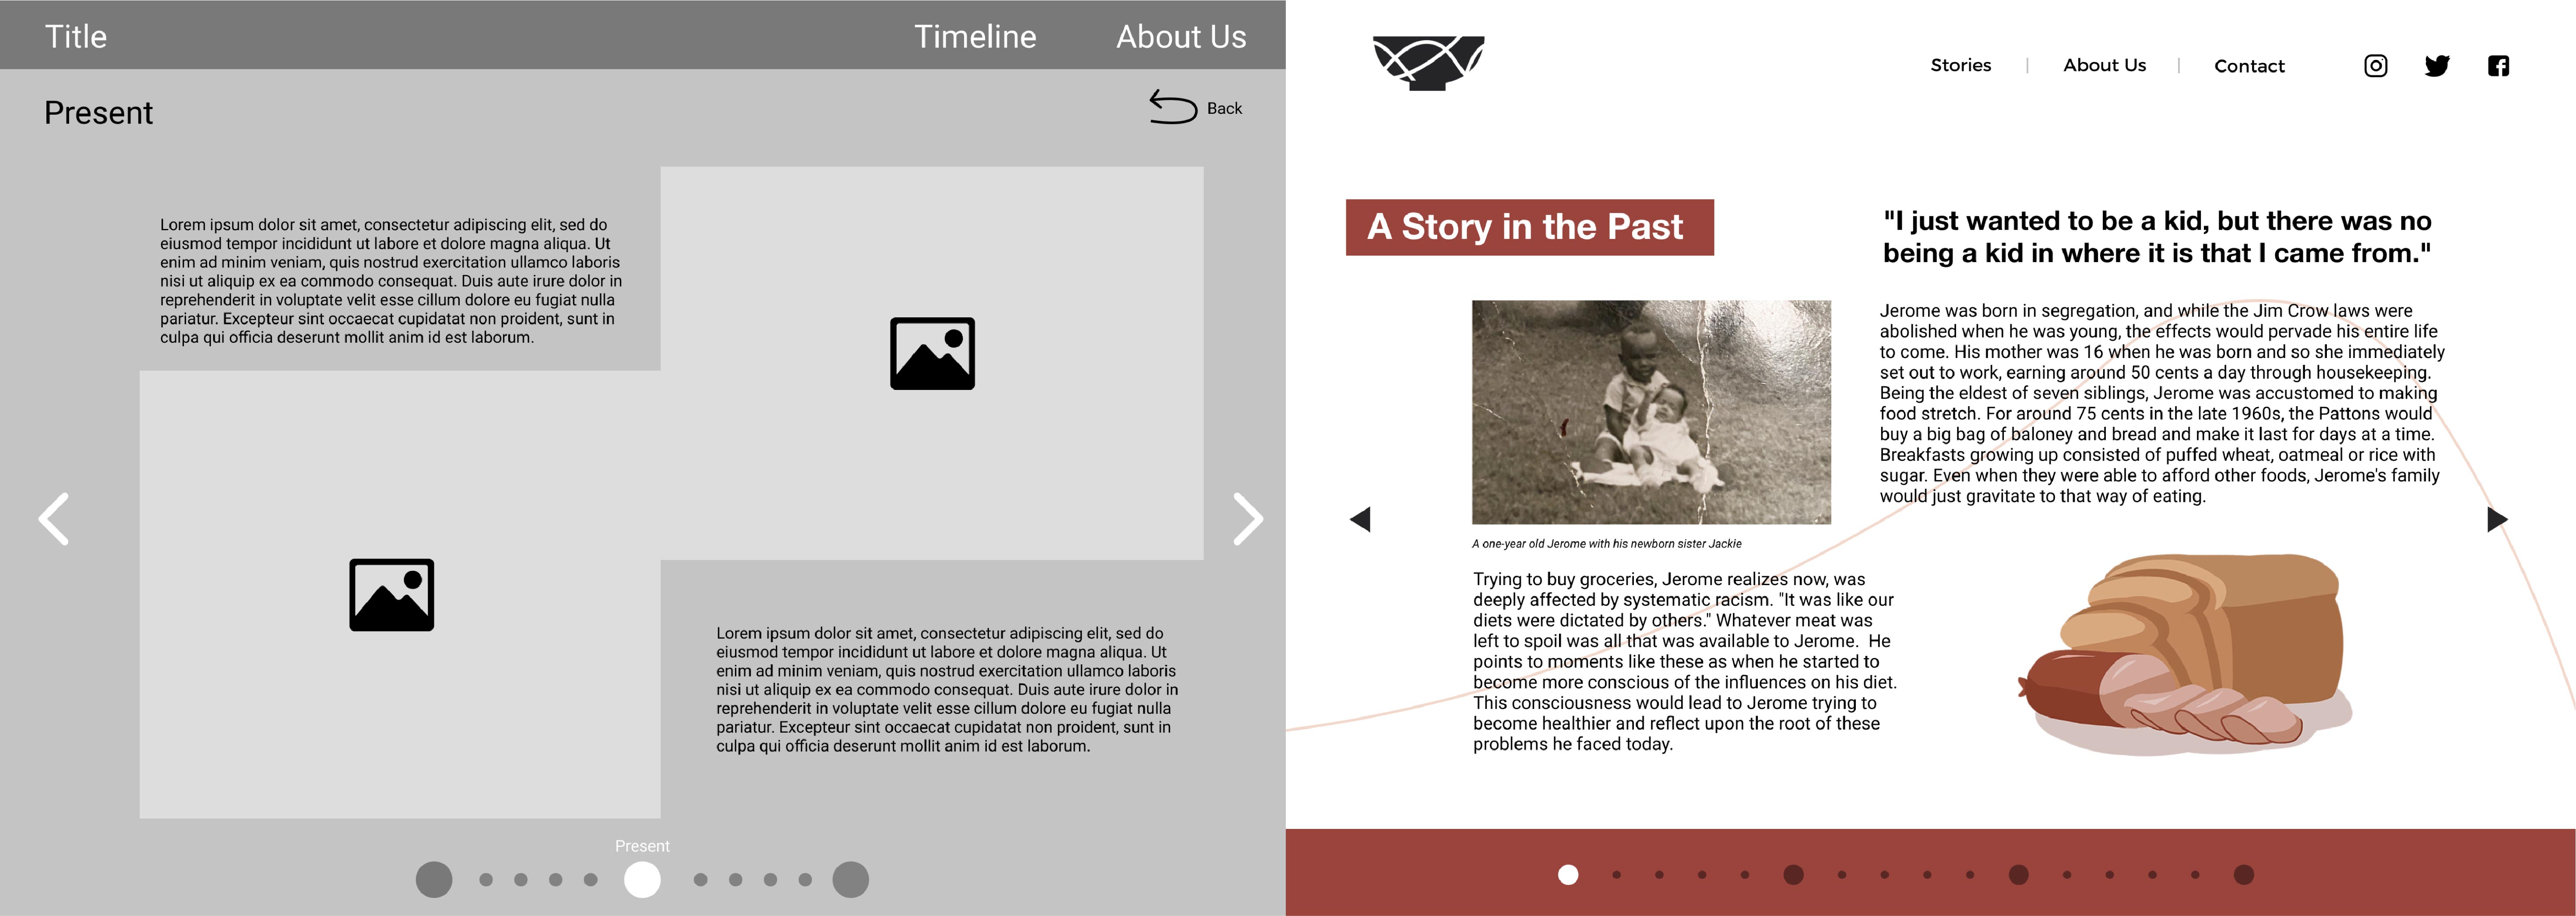 Title
Timeline
About Us
Present
Back
Lorem ipsum dolor sit amet, consectetur adipiscing elit, sed do
eiusmod tempor incididunt ut labore et dolore magna aliqua. Ut
enim ad minim veniam, quis nostrud exercitation ullamco laboris
nisi ut aliquip ex ea commodo consequat. Duis aute irure dolor in
reprehenderit in voluptate velit esse cillum dolore eu fugiat nulla
pariatur. Excepteur sint occaecat cupidatat non proident, sunt in
culpa qui officia deserunt mollit anim id est laborum.
Lorem ipsum dolor sit amet, consectetur adipiscing elit, sed do
eiusmod tempor incididunt ut labore et dolore magna aliqua. Ut
enim ad minim veniam, quis nostrud exercitation ullamco laboris
nisi ut aliquip ex ea commodo consequat. Duis aute irure dolor in
reprehenderit in voluptate velit esse cillum dolore eu fugiat nulla
pariatur. Excepteur sint occaecat cupidatat non proident, sunt in
culpa qui officia deserunt mollit anim id est laborum.
Present
Stories
About Us
Contact
A Story in the Past
A one-year old Jerome with his newborn sister Jackie
Trying to buy groceries, Jerome realizes now, was
deeply affected by systematic racism. "It was like our
diets were dictated by others." Whatever meat was
left to spoil was all that was available to Jerome.  He
points to moments like these as when he started to
become more conscious of the influences on his diet.
This consciousness would lead to Jerome trying to
become healthier and reflect upon the root of these
problems he faced today.
"I just wanted to be a kid, but there was no
being a kid in where it is that I came from."
Jerome was born in segregation, and while the Jim Crow laws were
abolished when he was young, the effects would pervade his entire life
to come. His mother was 16 when he was born and so she immediately
set out to work, earning around 50 cents a day through housekeeping.
Being the eldest of seven siblings, Jerome was accustomed to making
food stretch. For around 75 cents in the late 1960s, the Pattons would
buy a big bag of baloney and bread and make it last for days at a time.
Breakfasts growing up consisted of puffed wheat, oatmeal or rice with
sugar. Even when they were able to afford other foods, Jerome's family
would just gravitate to that way of eating.